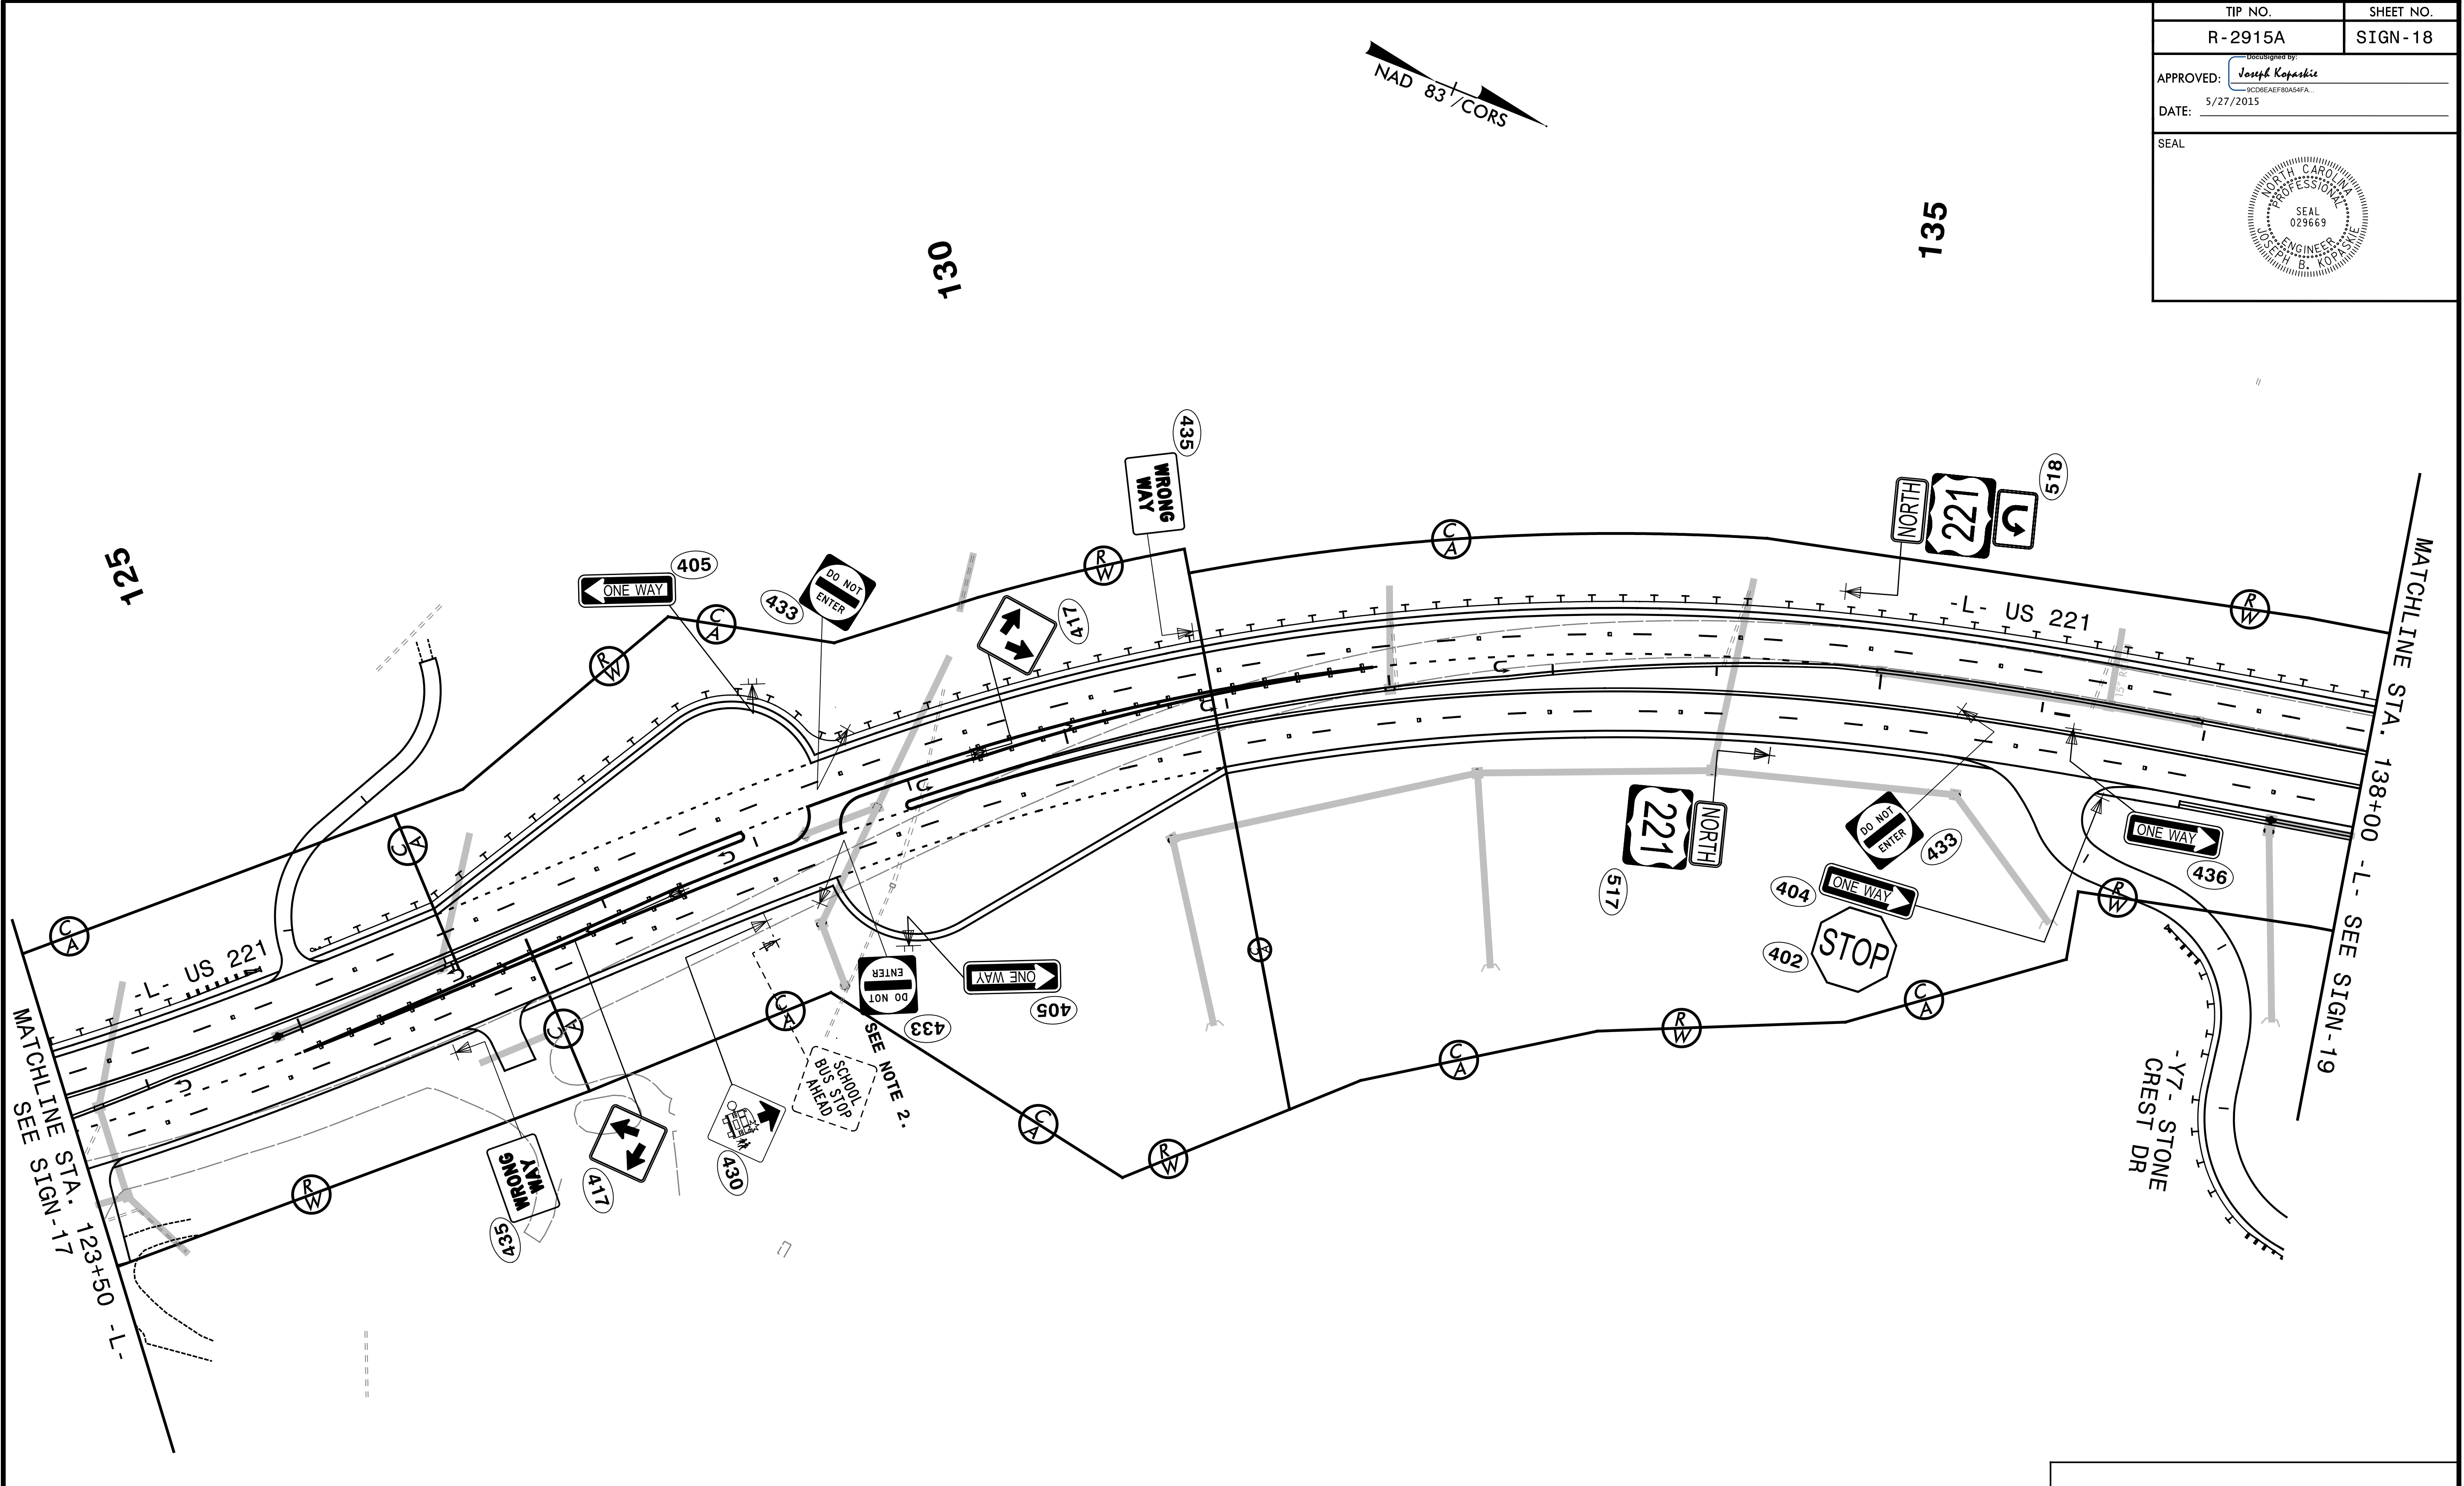 TIP NO.
SHEET NO.
R-2915A
SIGN-18
APPROVED:
DocuSigned by:
Joseph Kopaskie
9CD6EAEF80A54FA...
DATE:
5/27/2015
SEAL
NORTH CAROLINA
PROFESSIONAL
SEAL
029669
ENGINEER
JOSEPH B. KOPASKIE
NAD 83/CORS
125
130
135
435
WRONG
WAY
518
NORTH
221
405
ONE WAY
433
DO NOT
ENTER
417
C
A
R
W
C
A
R
W
C
A
R
W
-L- US 221
MATCHLINE STA. 138+00 -L- SEE SIGN-19
15" R
C
A
C
A
-L- US 221
MATCHLINE STA. 123+50 -L-
SEE SIGN-17
221
NORTH
517
DO NOT
ENTER
433
ONE WAY
404
STOP
402
ONE WAY
436
R
W
C
A
R
W
C
A
C
A
-Y7- STONE
CREST DR
DO NOT
ENTER
433
SEE NOTE 2.
ONE WAY
405
C
A
C
A
SCHOOL
BUS STOP
AHEAD
430
417
WRONG
WAY
435
R
W
C
A
R
W